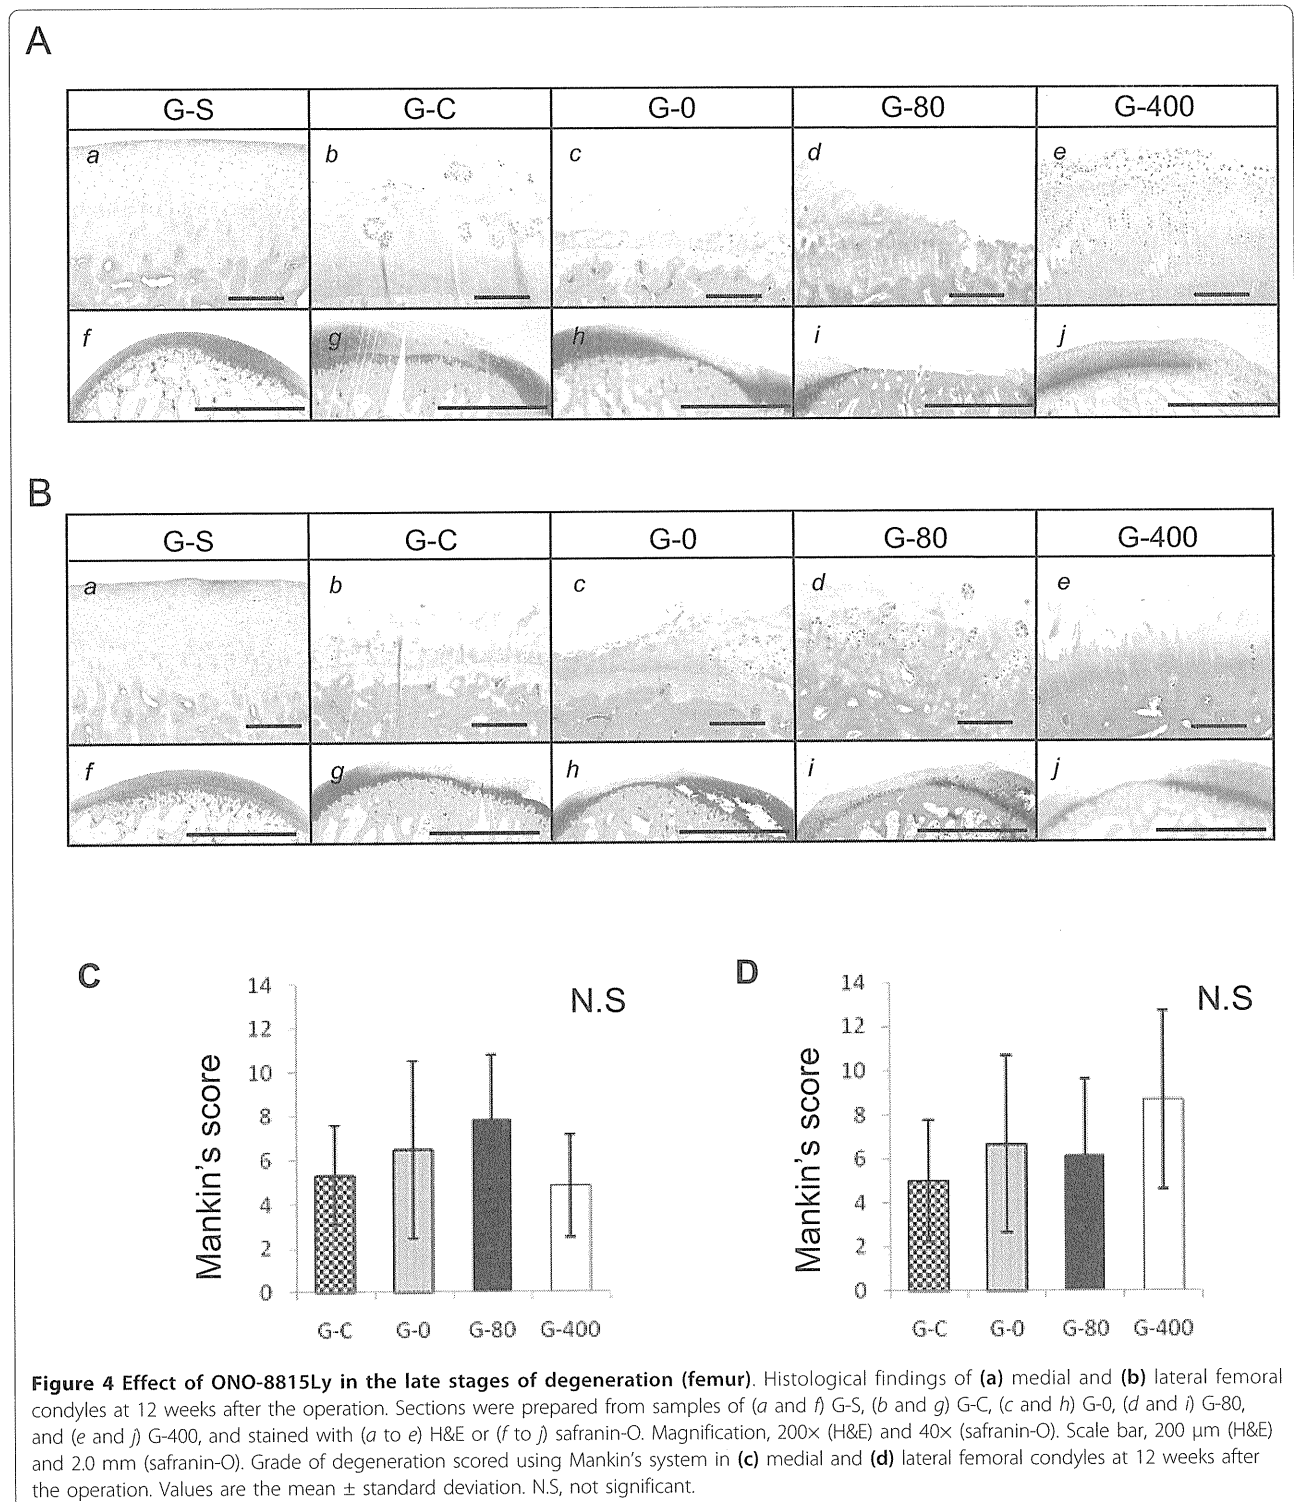 A
G-S G-C G-0 G-80 G-400
a b c d e
f g h i j
B
G-S G-C G-0 G-80 G-400
a b c d e
f g h i j
C
N.S
Mankin's score
14
12
10
8
6
4
2
0
G-C G-0 G-80 G-400
D
N.S
Mankin's score
14
12
10
8
6
4
2
0
G-C G-0 G-80 G-400
Figure 4 Effect of ONO-8815Ly in the late stages of degeneration (femur). Histological findings of (a) medial and (b) lateral femoral
condyles at 12 weeks after the operation. Sections were prepared from samples of (a and f) G-S, (b and g) G-C, (c and h) G-0, (d and i) G-80,
and (e and j) G-400, and stained with (a to e) H&E or (f to j) safranin-O. Magnification, 200× (H&E) and 40× (safranin-O). Scale bar, 200 μm (H&E)
and 2.0 mm (safranin-O). Grade of degeneration scored using Mankin's system in (c) medial and (d) lateral femoral condyles at 12 weeks after
the operation. Values are the mean ± standard deviation. N.S, not significant.